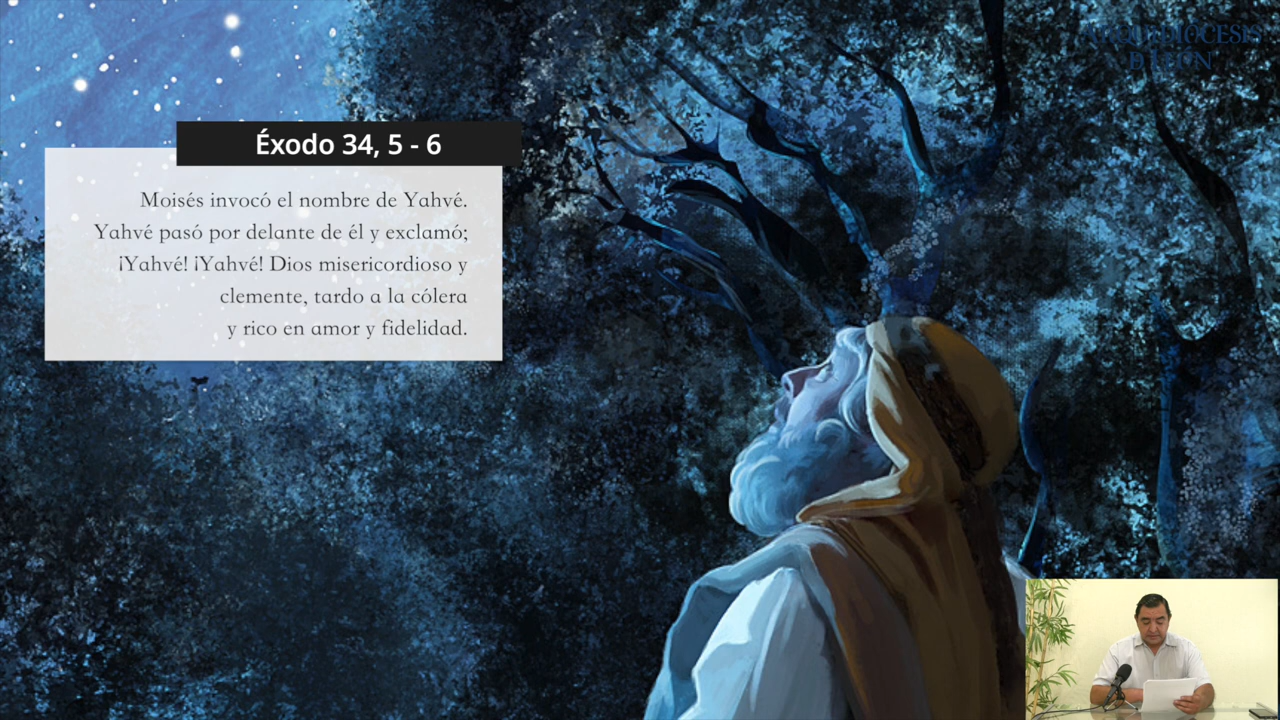 Éxodo 34, 5 - 6
Moisés invocó el nombre de Yahvé.
Yahvé pasó por delante de él y exclamó;
¡Yahvé! ¡Yahvé! Dios misericordioso y
clemente, tardo a la cólera
y rico en amor y fidelidad.